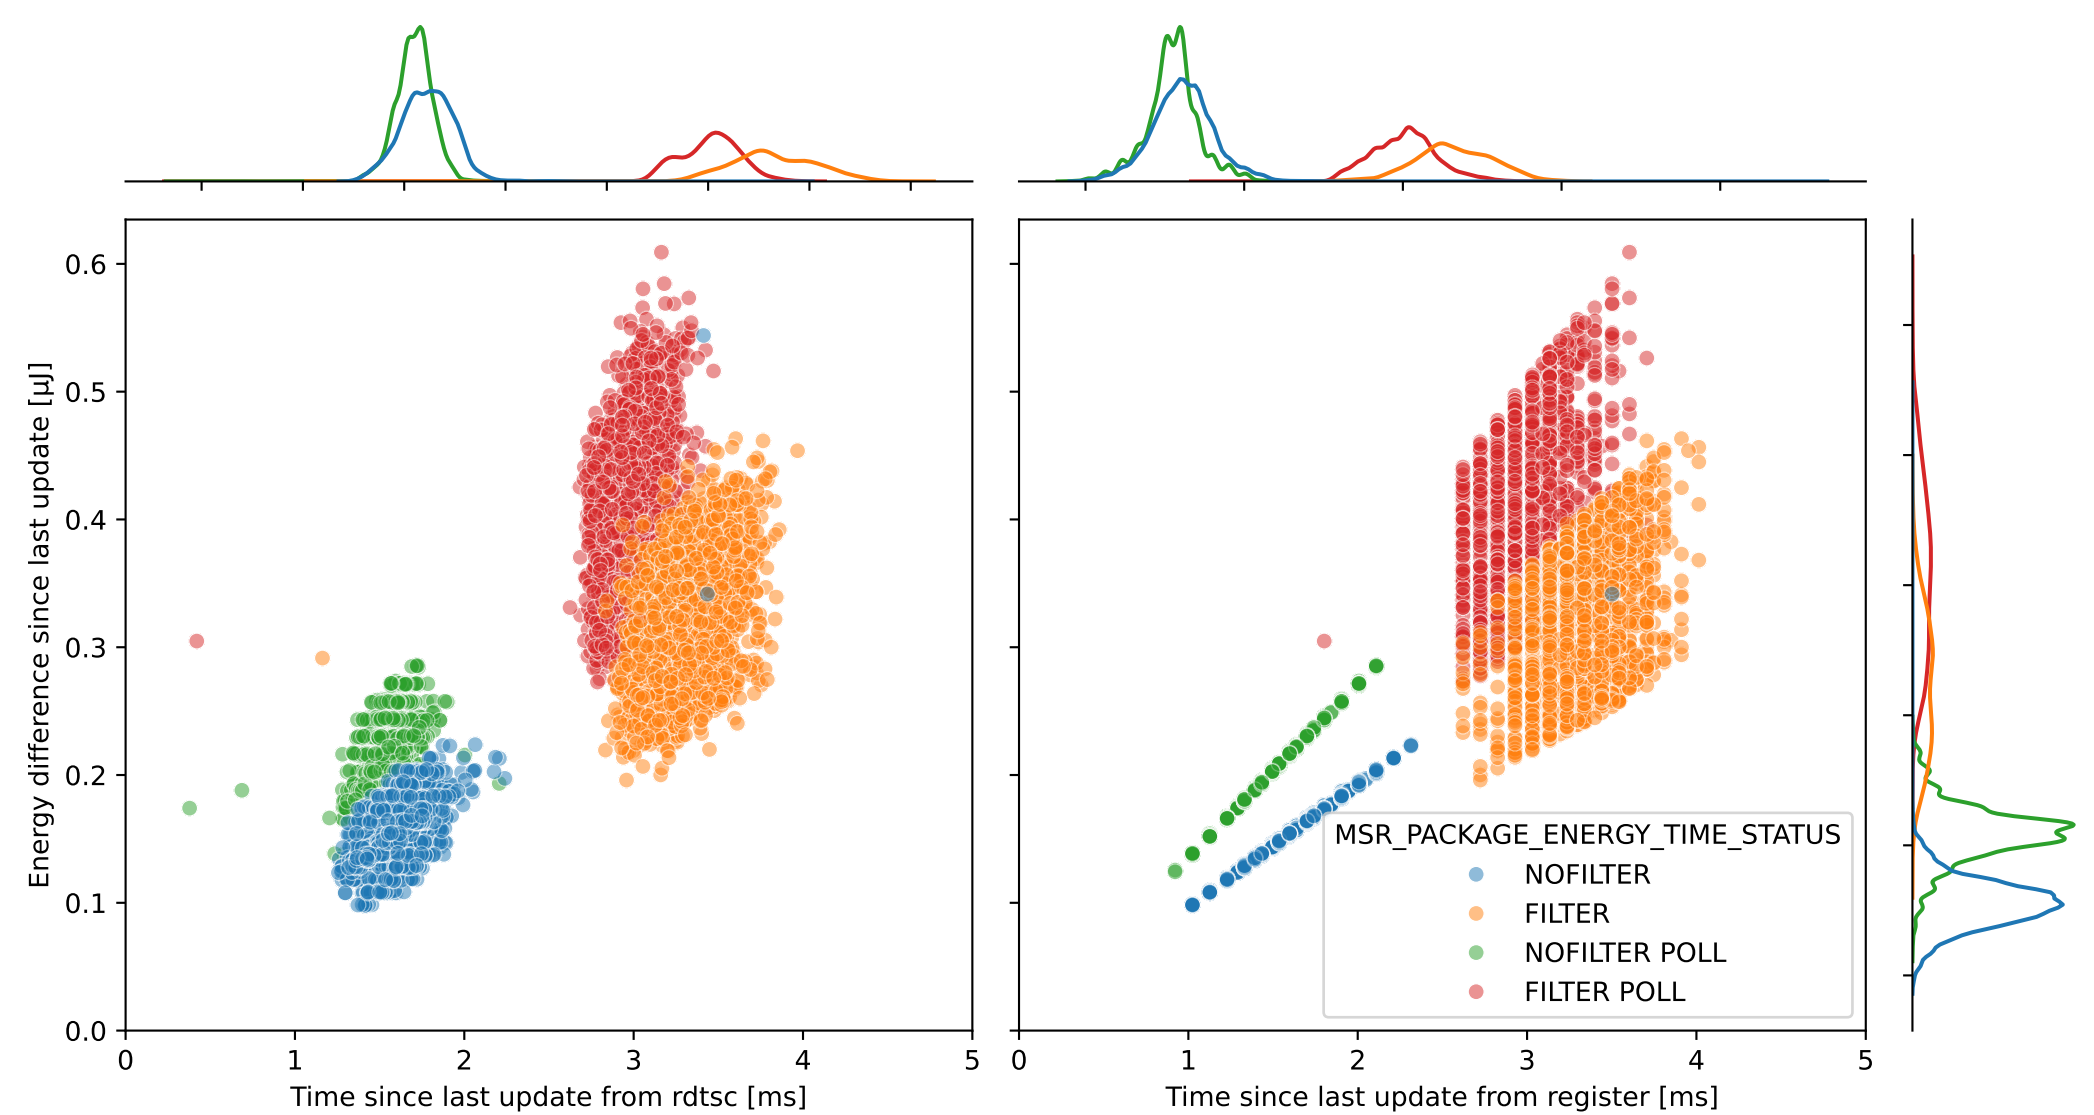 Energy difference since last update [µJ]
0.6
0.5
0.4
0.3
0.2
0.1
0.0
0 1 2 3 4 5
Time since last update from rdtsc [ms]
MSR_PACKAGE_ENERGY_TIME_STATUS
NOFILTER
FILTER
NOFILTER POLL
FILTER POLL
0 1 2 3 4 5
Time since last update from register [ms]